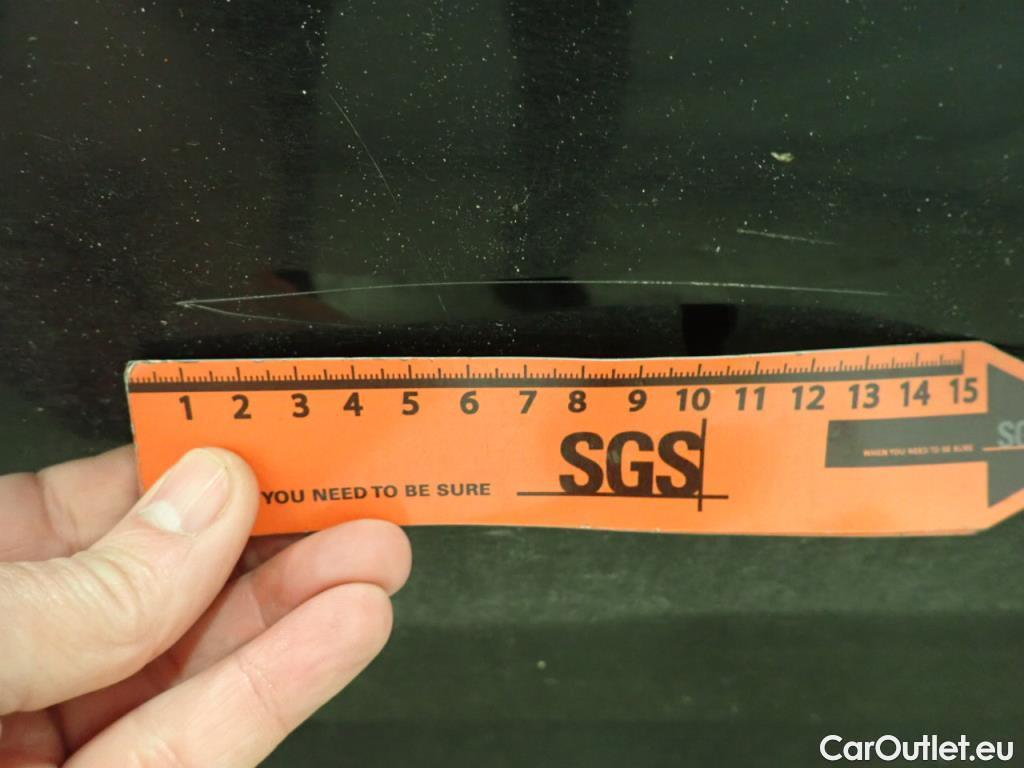 1 2 3 4 5 6 7 8 9 10 11 12 13 14 15
SGS
WHEN YOU NEED TO BE SURE
YOU NEED TO BE SURE
CarOutlet.eu